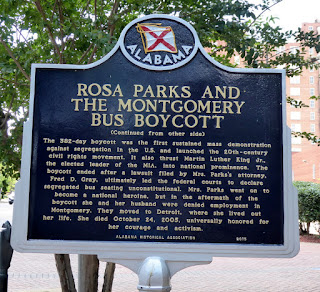 ALABAMA
ROSA PARKS AND
THE MONTGOMERY
BUS BOYCOTT
(Continued from other side)
The 382-day boycott was the first sustained mass demonstration
against segregation in the U.S. and launched the 20th-century
civil rights movement. It also thrust Martin Luther King Jr.,
the elected leader of the MIA, into national prominence. The
boycott ended after a lawsuit filed by Mrs. Parks's attorney,
Fred D. Gray, ultimately led the federal courts to declare
segregated bus seating unconstitutional. Mrs. Parks went on to
become a national heroine, but in the aftermath of the
boycott she and her husband were denied employment in
Montgomery. They moved to Detroit, where she lived out
her life. She died October 24, 2005, universally honored for
her courage and activism.
ALABAMA HISTORICAL ASSOCIATION